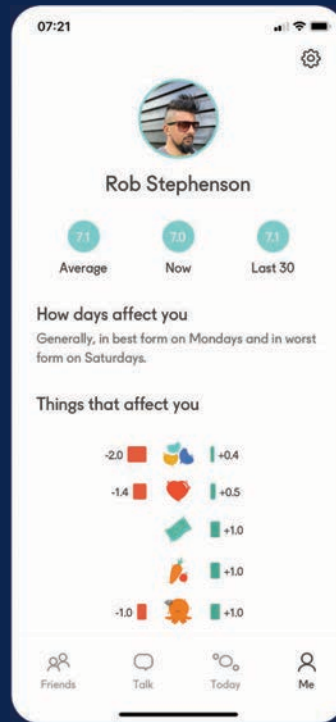 07:21
Rob Stephenson
7.1 7.0 7.1
Average Now Last 30
How days affect you
Generally, in best form on Mondays and in worst
form on Saturdays.
Things that affect you
-2.0 +0.4
-1.4 +0.5
+1.0
+1.0
-1.0 +1.0
Friends Talk Today Me